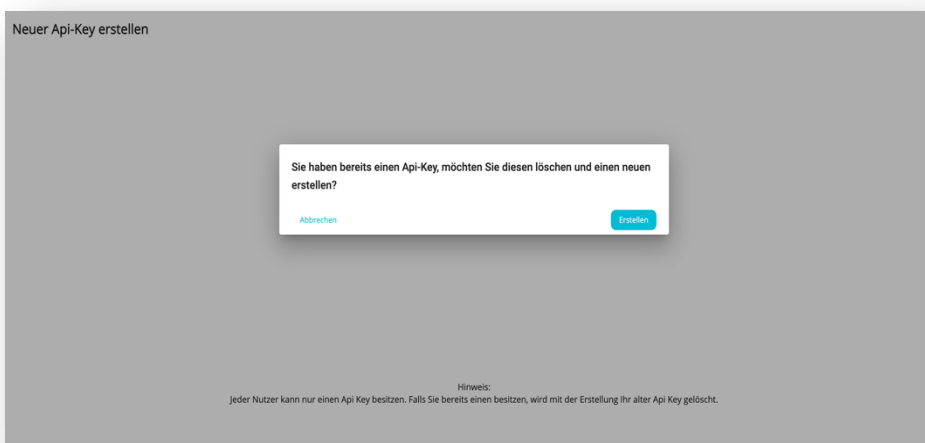 Neuer Api-Key erstellen
Sie haben bereits einen Api-Key, möchten Sie diesen löschen und einen neuen
erstellen?
Abbrechen
Erstellen
Hinweis:
Jeder Nutzer kann nur einen Api Key besitzen. Falls Sie bereits einen besitzen, wird mit der Erstellung Ihr alter Api Key gelöscht.